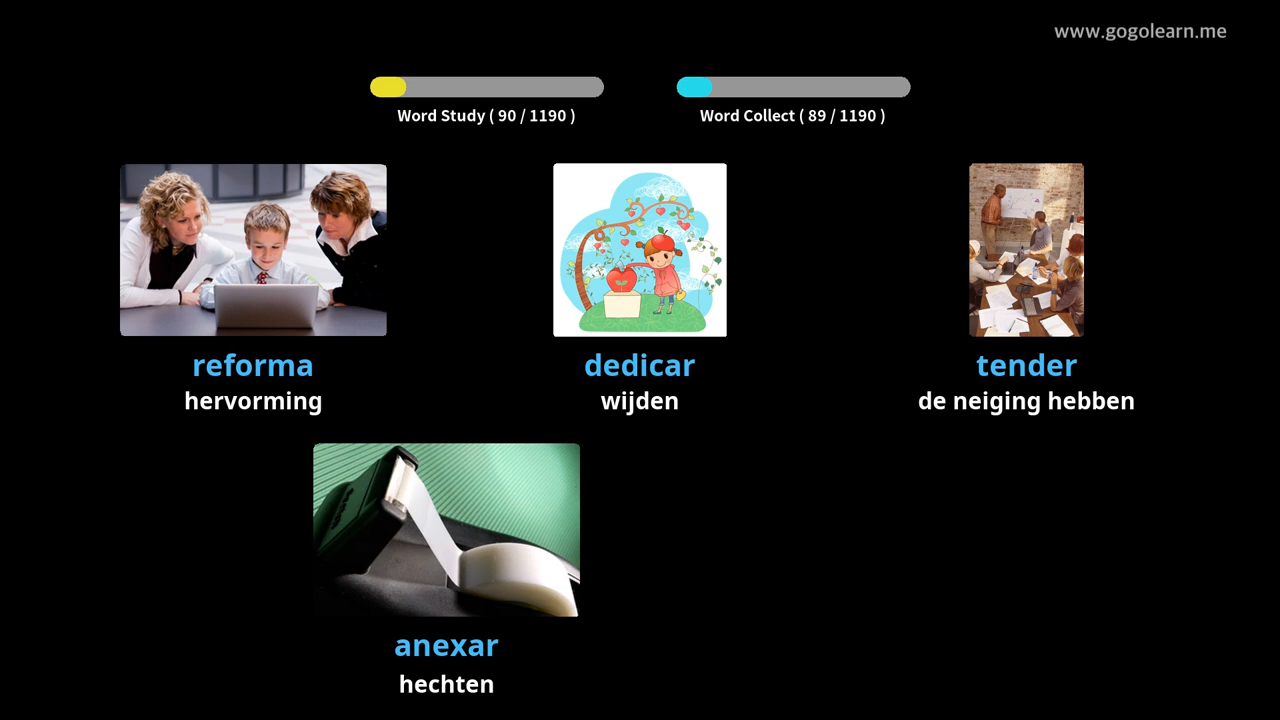 www.gogolearn.me
Word Study ( 90 / 1190 )
Word Collect ( 89 / 1190 )
reforma
hervorming
dedicar
wijden
tender
de neiging hebben
anexar
hechten